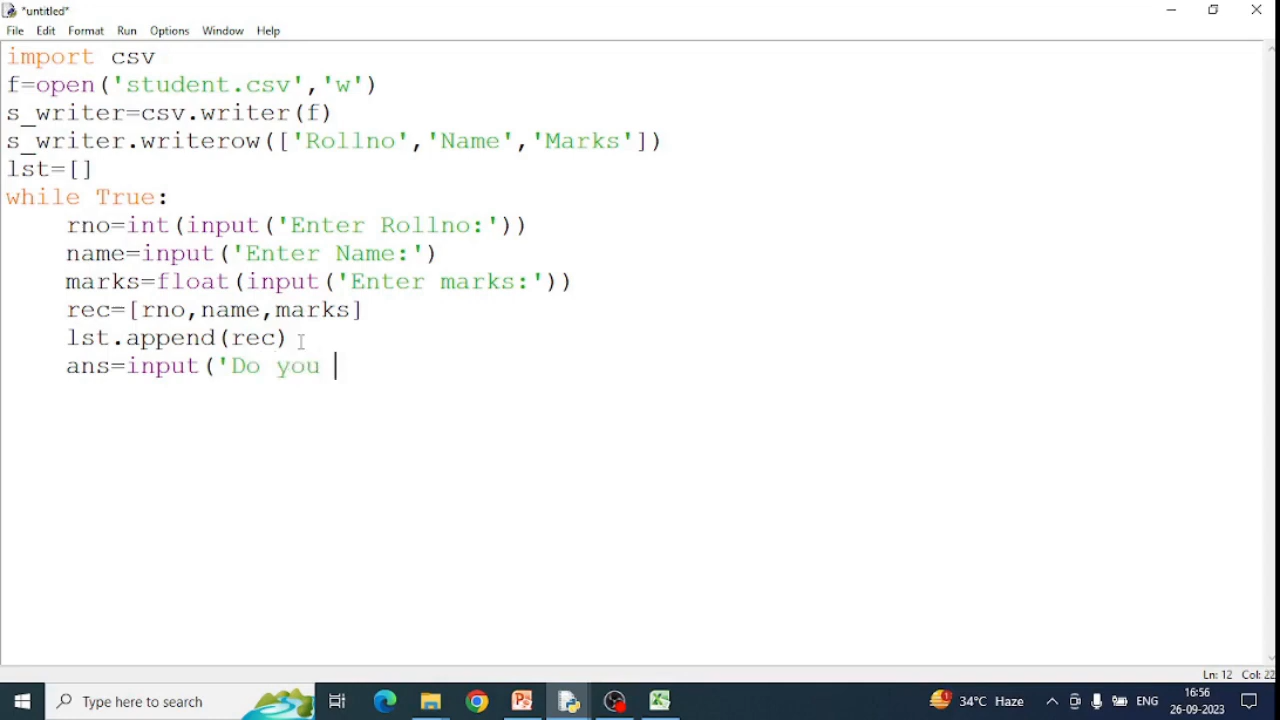 *untitled*
File Edit Format Run Options Window Help
import csv
f=open('student.csv','w')
s_writer=csv.writer(f)
s_writer.writerow(['Rollno','Name','Marks'])
lst=[]
while True:
    rno=int(input('Enter Rollno:'))
    name=input('Enter Name:')
    marks=float(input('Enter marks:'))
    rec=[rno,name,marks]
    lst.append(rec)
    ans=input('Do you
Ln: 12 Col: 22
Type here to search
1
34°C Haze
ENG
16:56
26-09-2023